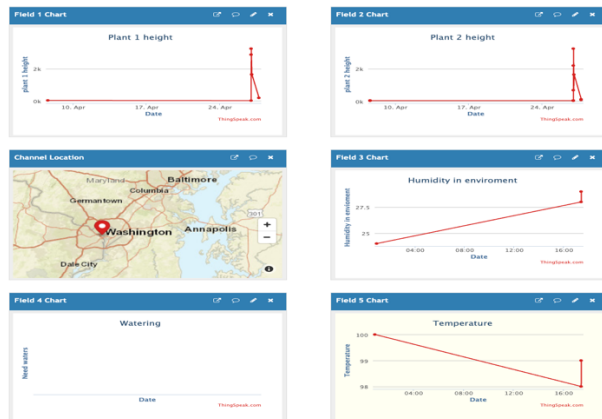 Field 1 Chart
Plant 1 height
plant 1 height
2k
0k
10. Apr 17. Apr 24. Apr
Date
ThingSpeak.com
Field 2 Chart
Plant 2 height
plant 2 height
2k
0k
10. Apr 17. Apr 24. Apr
Date
ThingSpeak.com
Channel Location
Maryland
Baltimore
Columbia
Germantown
201
+
Washington
Annapolis
−
Dale City
Field 3 Chart
Humidity in enviroment
Humidity in enviroment
27.5
25
04:00 08:00 12:00 16:00
Date
ThingSpeak.com
Field 4 Chart
Watering
Need waters
Date
ThingSpeak.com
Field 5 Chart
Temperature
Temperature
100
99
98
04:00 08:00 12:00 16:00
Date
ThingSpeak.com